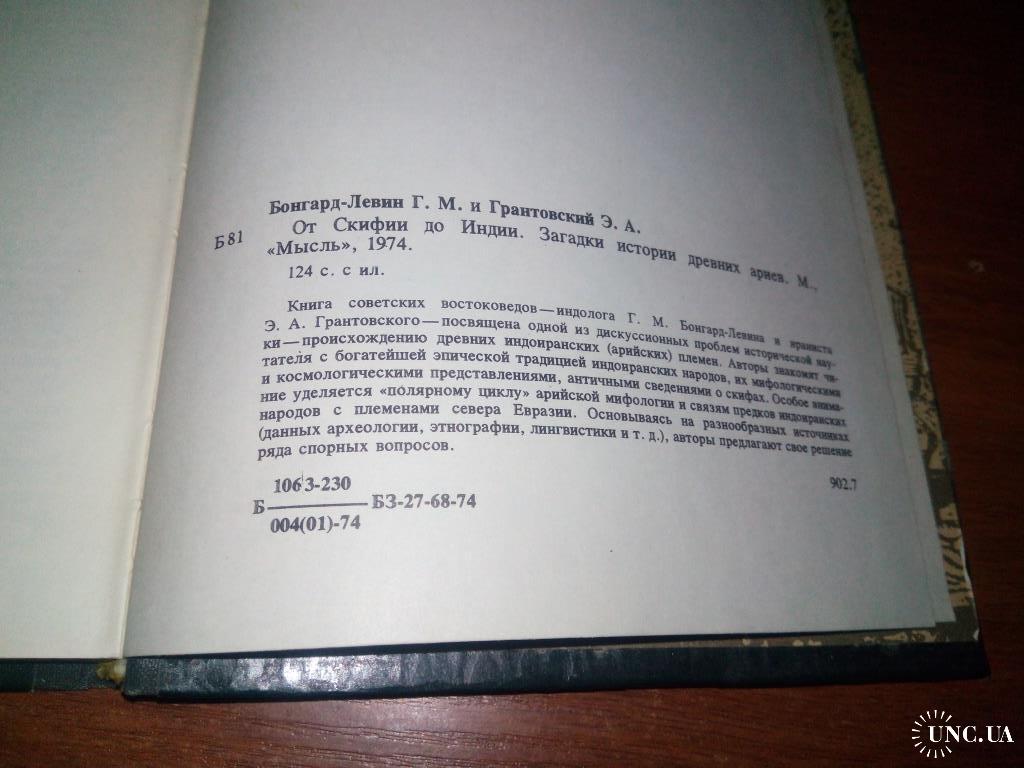 Бонгард-Левин Г. М. и Грантовский Э. А.
Б81
От Скифии до Индии. Загадки истории древних ариев. М.,
«Мысль», 1974.
124 с. с ил.
Книга советских востоковедов — индолога Г. М. Бонгард-Левина и ираниста
Э. А. Грантовского — посвящена одной из дискуссионных проблем исторической нау-
ки — происхождению древних индоиранских (арийских) племен. Авторы знакомят чи-
тателя с богатейшей эпической традицией индоиранских народов, их мифологическими
и космологическими представлениями, античными сведениями о скифах. Особое внима-
ние уделяется «полярному циклу» арийской мифологии и связям предков индоиранских
народов с племенами севера Евразии. Основываясь на разнообразных источниках
(данных археологии, этнографии, лингвистики и т. д.), авторы предлагают свое решение
ряда спорных вопросов.
1063-230
Б БЗ-27-68-74
004(01)-74
902.7
UNC.UA